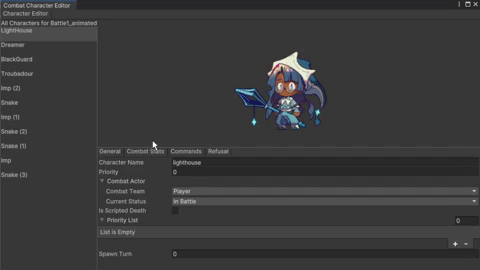 Combat Character Editor
Character Editor
All Characters for Battle1_animated
LightHouse
Dreamer
BlackGuard
Troubadour
Imp (2)
Snake
Imp (1)
Snake (2)
Snake (1)
Imp
Snake (3)
General Combat Stats Commands Refusal
Character Name lighthouse
Priority 0
Combat Actor
Combat Team Player
Current Status In Battle
Is Scripted Death
Priority List 0
List is Empty
+ -
Spawn Turn 0